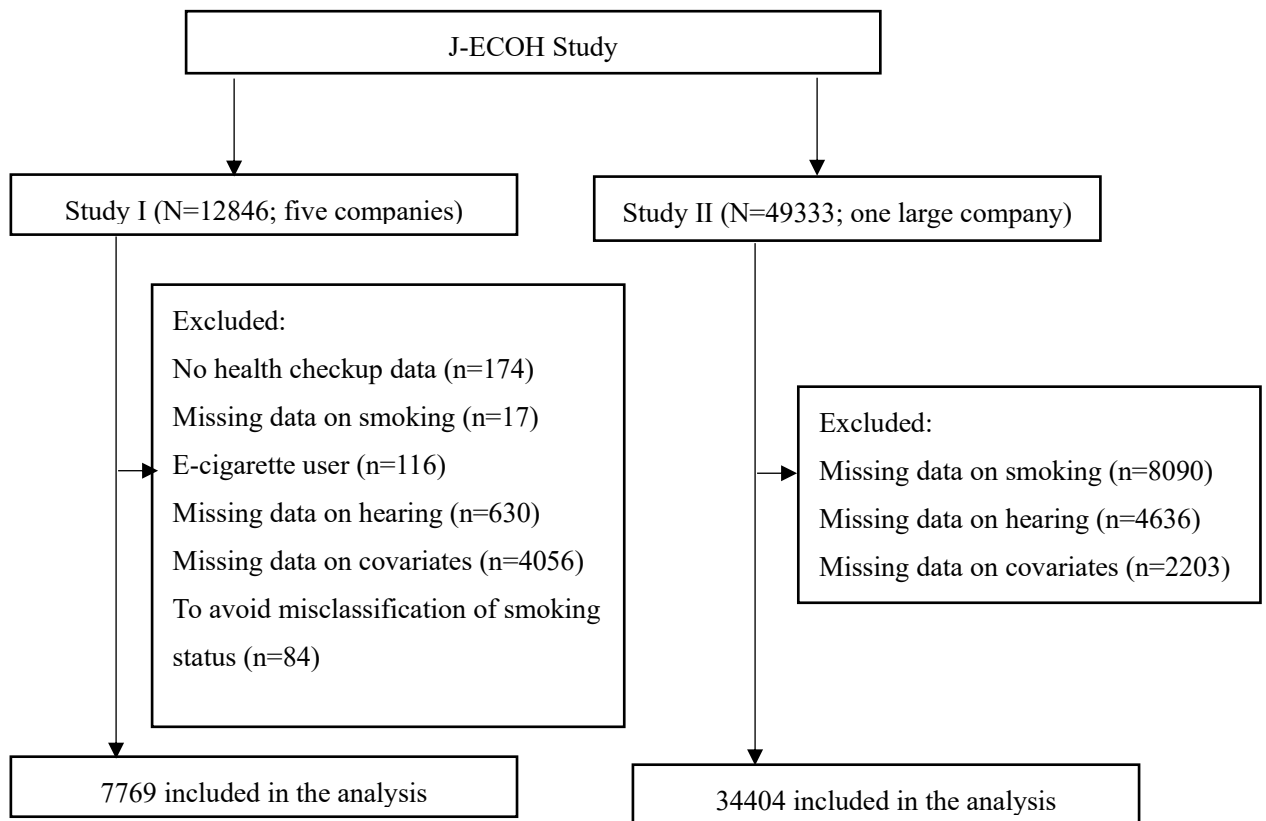 J-ECOH Study
Study I (N=12846; five companies)
Study II (N=49333; one large company)
Excluded:
No health checkup data (n=174)
Missing data on smoking (n=17)
E-cigarette user (n=116)
Missing data on hearing (n=630)
Missing data on covariates (n=4056)
To avoid misclassification of smoking
status (n=84)
Excluded:
Missing data on smoking (n=8090)
Missing data on hearing (n=4636)
Missing data on covariates (n=2203)
7769 included in the analysis
34404 included in the analysis